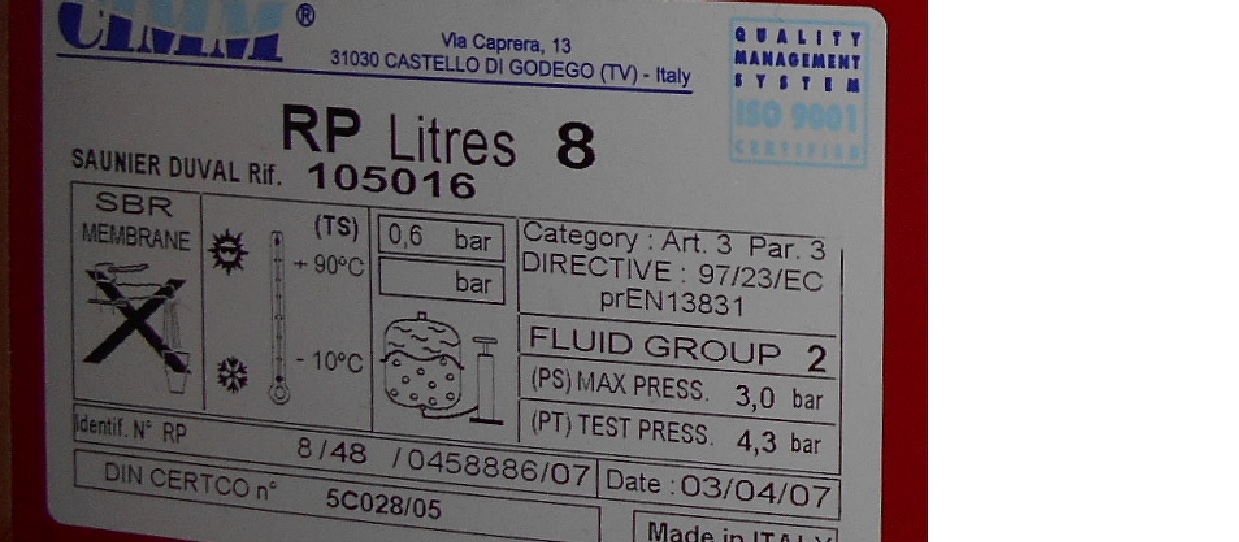 CIMM ®
Via Caprera, 13
31030 CASTELLO DI GODEGO (TV) - Italy
QUALITY
MANAGEMENT
SYSTEM
ISO 9001
CERTIFIED
RP Litres 8
SAUNIER DUVAL Rif. 105016
SBR
MEMBRANE
(TS)
+ 90°C
- 10°C
0,6 bar
bar
Category : Art. 3 Par. 3
DIRECTIVE : 97/23/EC
prEN13831
FLUID GROUP 2
(PS) MAX PRESS. 3,0 bar
(PT) TEST PRESS. 4,3 bar
Identif. N° RP 8/48 /0458886/07 Date : 03/04/07
DIN CERTCO n° 5C028/05
Made in ITALY